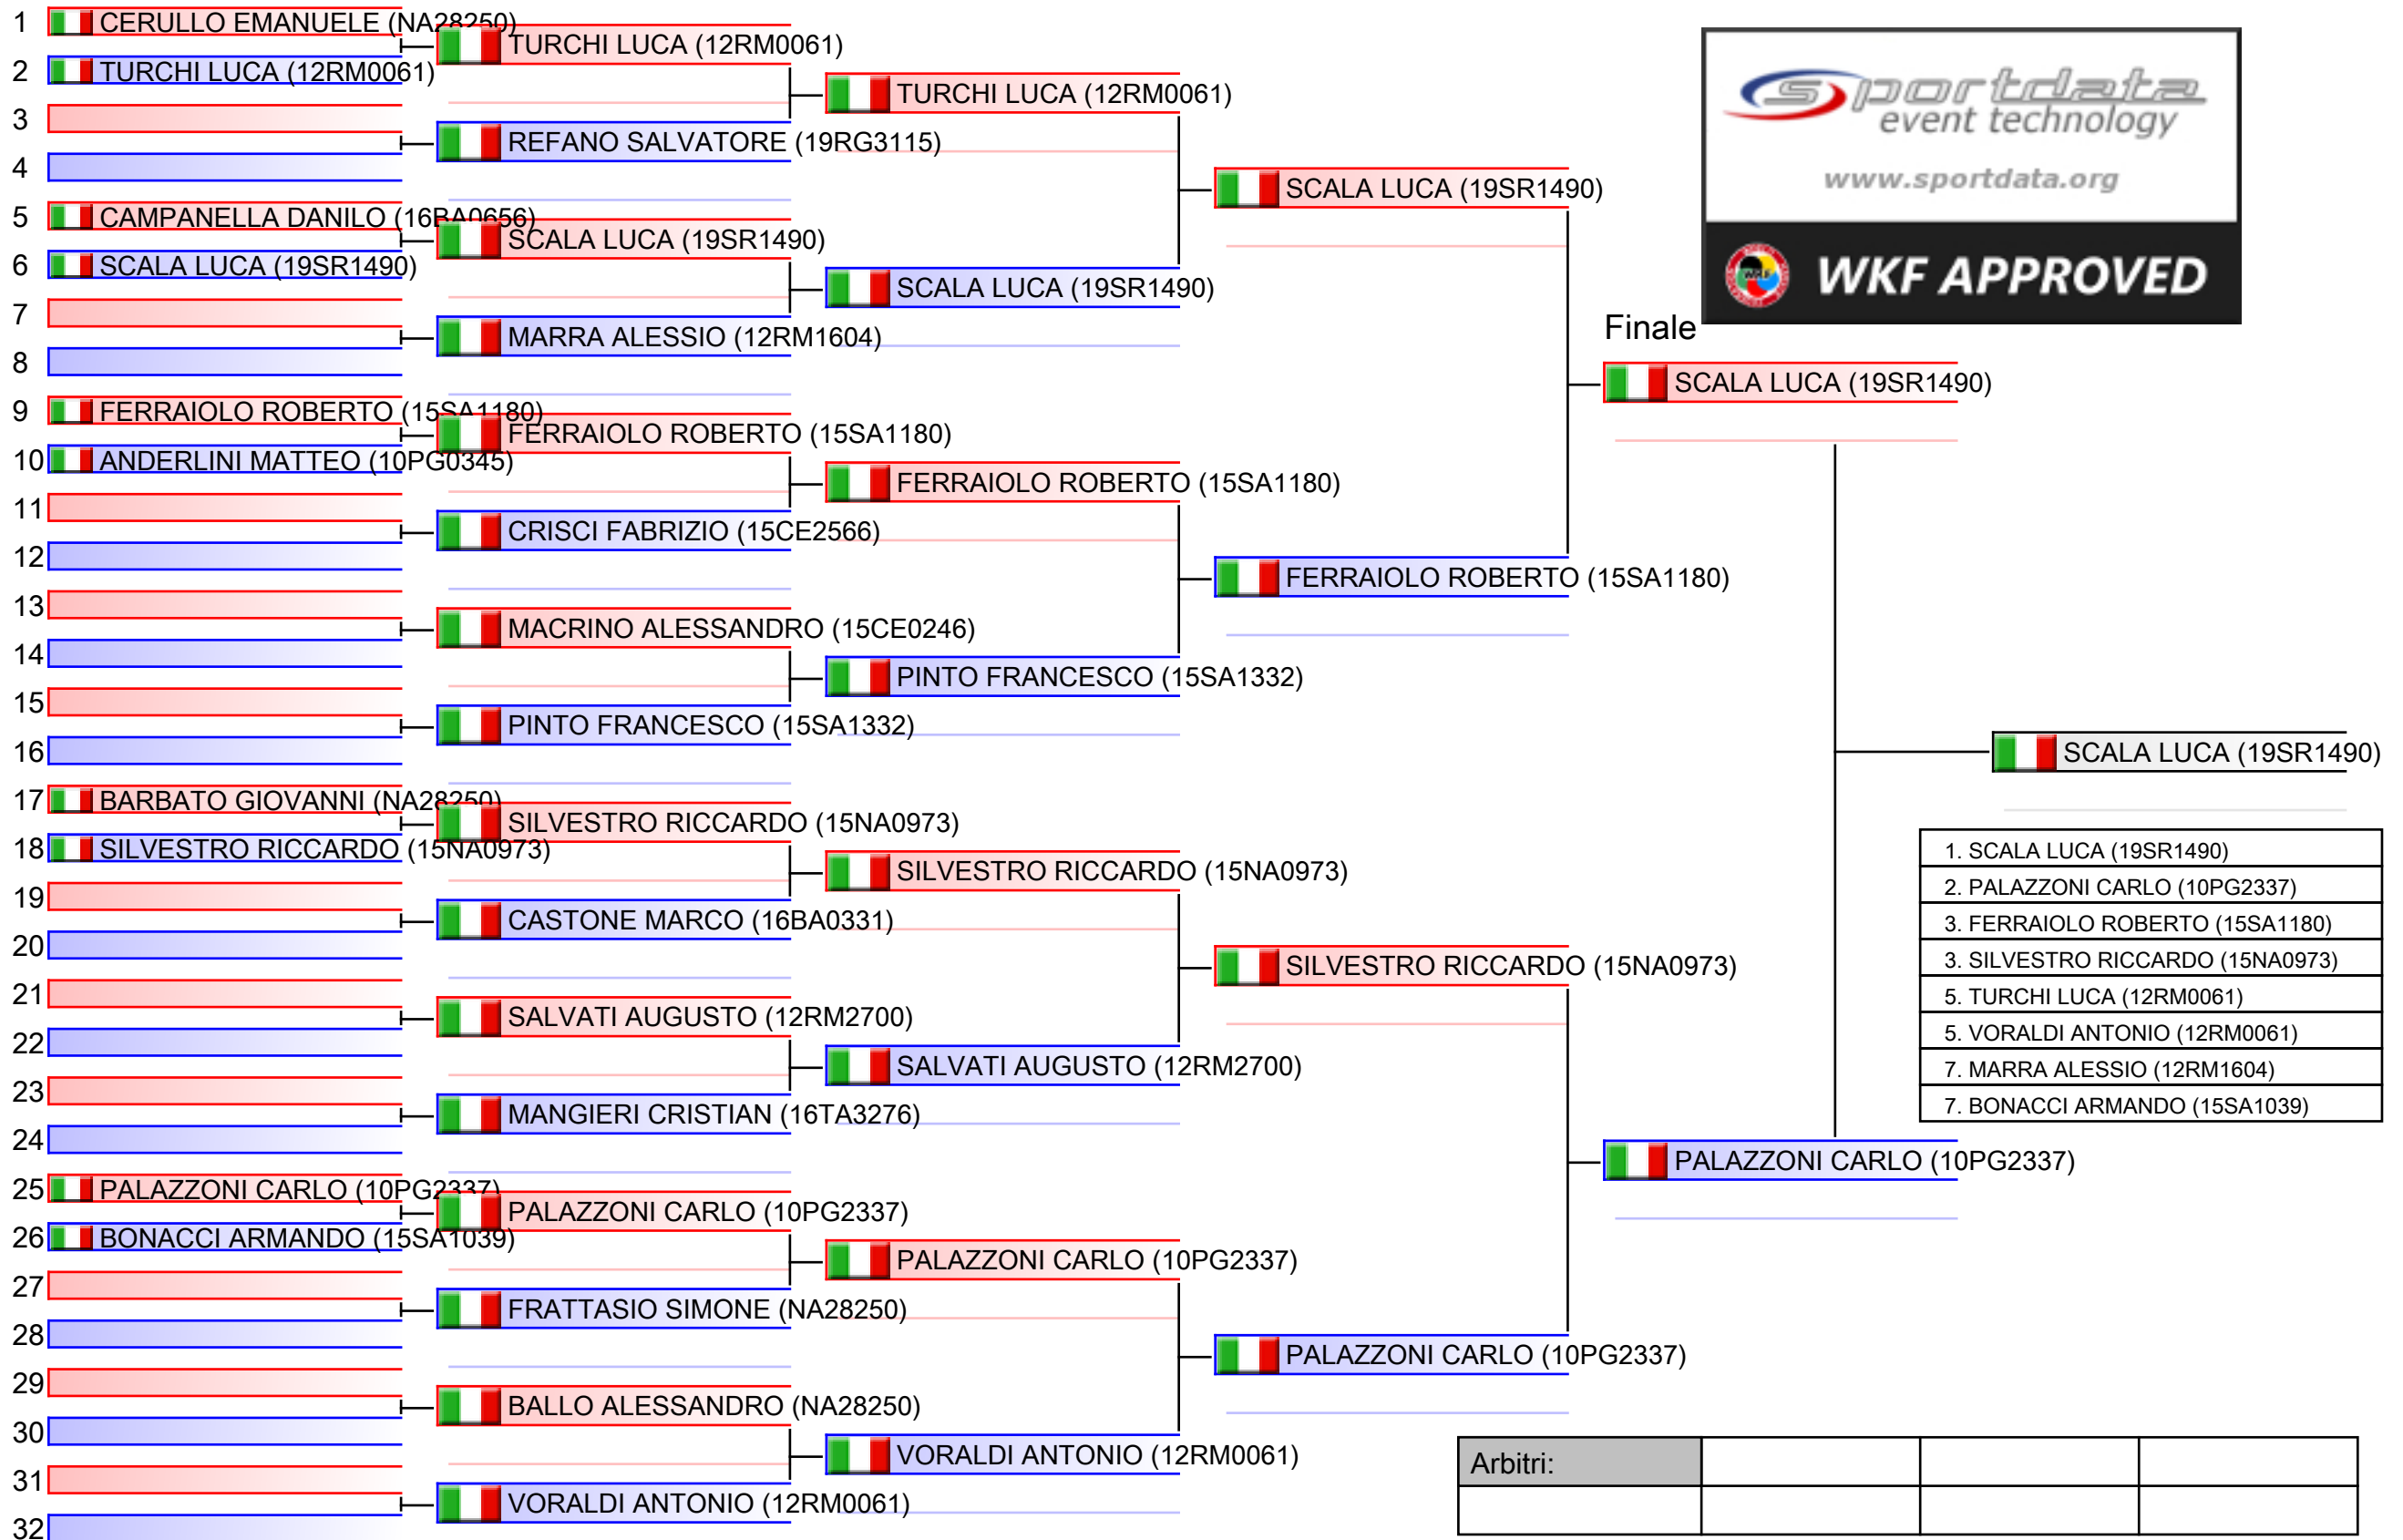 1 CERULLO EMANUELE (NA28250)
2 TURCHI LUCA (12RM0061)
3
4
5 CAMPANELLA DANILO (16BA0656)
6 SCALA LUCA (19SR1490)
7
8
9 FERRAIOLO ROBERTO (15SA1180)
10 ANDERLINI MATTEO (10PG0345)
11
12
13
14
15
16
17 BARBATO GIOVANNI (NA28250)
18 SILVESTRO RICCARDO (15NA0973)
19
20
21
22
23
24
25 PALAZZONI CARLO (10PG2337)
26 BONACCI ARMANDO (15SA1039)
27
28
29
30
31
32
TURCHI LUCA (12RM0061)
REFANO SALVATORE (19RG3115)
SCALA LUCA (19SR1490)
MARRA ALESSIO (12RM1604)
FERRAIOLO ROBERTO (15SA1180)
CRISCI FABRIZIO (15CE2566)
MACRINO ALESSANDRO (15CE0246)
PINTO FRANCESCO (15SA1332)
SILVESTRO RICCARDO (15NA0973)
CASTONE MARCO (16BA0331)
SALVATI AUGUSTO (12RM2700)
MANGIERI CRISTIAN (16TA3276)
PALAZZONI CARLO (10PG2337)
FRATTASIO SIMONE (NA28250)
BALLO ALESSANDRO (NA28250)
VORALDI ANTONIO (12RM0061)
TURCHI LUCA (12RM0061)
SCALA LUCA (19SR1490)
FERRAIOLO ROBERTO (15SA1180)
PINTO FRANCESCO (15SA1332)
SILVESTRO RICCARDO (15NA0973)
SALVATI AUGUSTO (12RM2700)
PALAZZONI CARLO (10PG2337)
VORALDI ANTONIO (12RM0061)
SCALA LUCA (19SR1490)
FERRAIOLO ROBERTO (15SA1180)
SILVESTRO RICCARDO (15NA0973)
PALAZZONI CARLO (10PG2337)
sportdata
event technology
www.sportdata.org
WKF
WKF APPROVED
Finale
SCALA LUCA (19SR1490)
PALAZZONI CARLO (10PG2337)
SCALA LUCA (19SR1490)
1. SCALA LUCA (19SR1490)
2. PALAZZONI CARLO (10PG2337)
3. FERRAIOLO ROBERTO (15SA1180)
3. SILVESTRO RICCARDO (15NA0973)
5. TURCHI LUCA (12RM0061)
5. VORALDI ANTONIO (12RM0061)
7. MARRA ALESSIO (12RM1604)
7. BONACCI ARMANDO (15SA1039)
Arbitri: